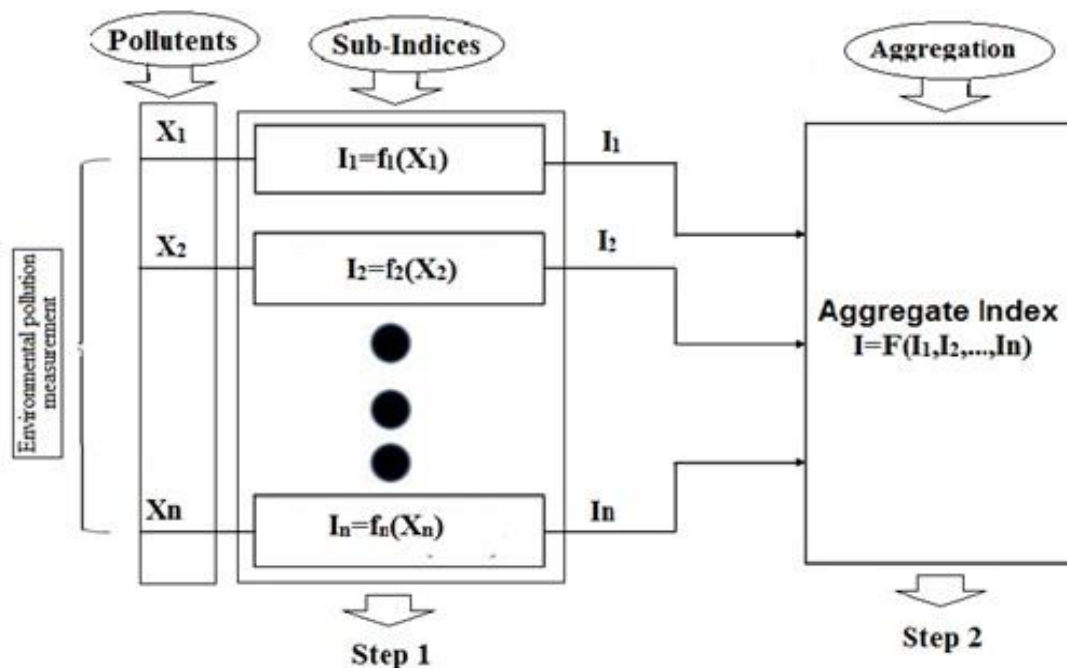 Pollutents
Sub-Indices
Aggregation
X₁
I₁=f₁(X₁)
I₁
X₂
I₂=f₂(X₂)
I₂
Environmental pollution
measurement
Aggregate Index
I=F(I₁,I₂,...,In)
Xn
Iₙ=fₙ(Xₙ)
In
Step 1
Step 2